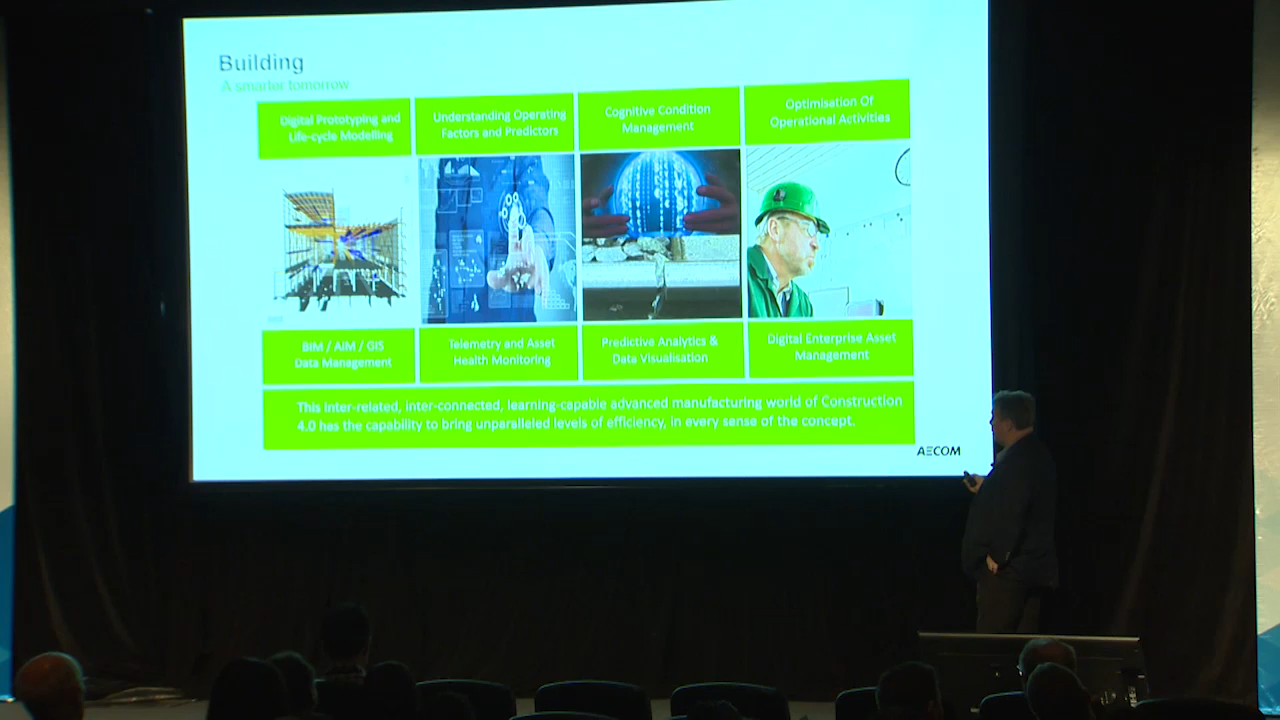 Building
A smarter tomorrow
Digital Prototyping and
Life-cycle Modelling
Understanding Operating
Factors and Predictors
Cognitive Condition
Management
Optimisation Of
Operational Activities
BIM / AIM / GIS
Data Management
Telemetry and Asset
Health Monitoring
Predictive Analytics &
Data Visualisation
Digital Enterprise Asset
Management
This inter-related, inter-connected, learning-capable advanced manufacturing world of Construction
4.0 has the capability to bring unparalleled levels of efficiency, in every sense of the concept.
AECOM